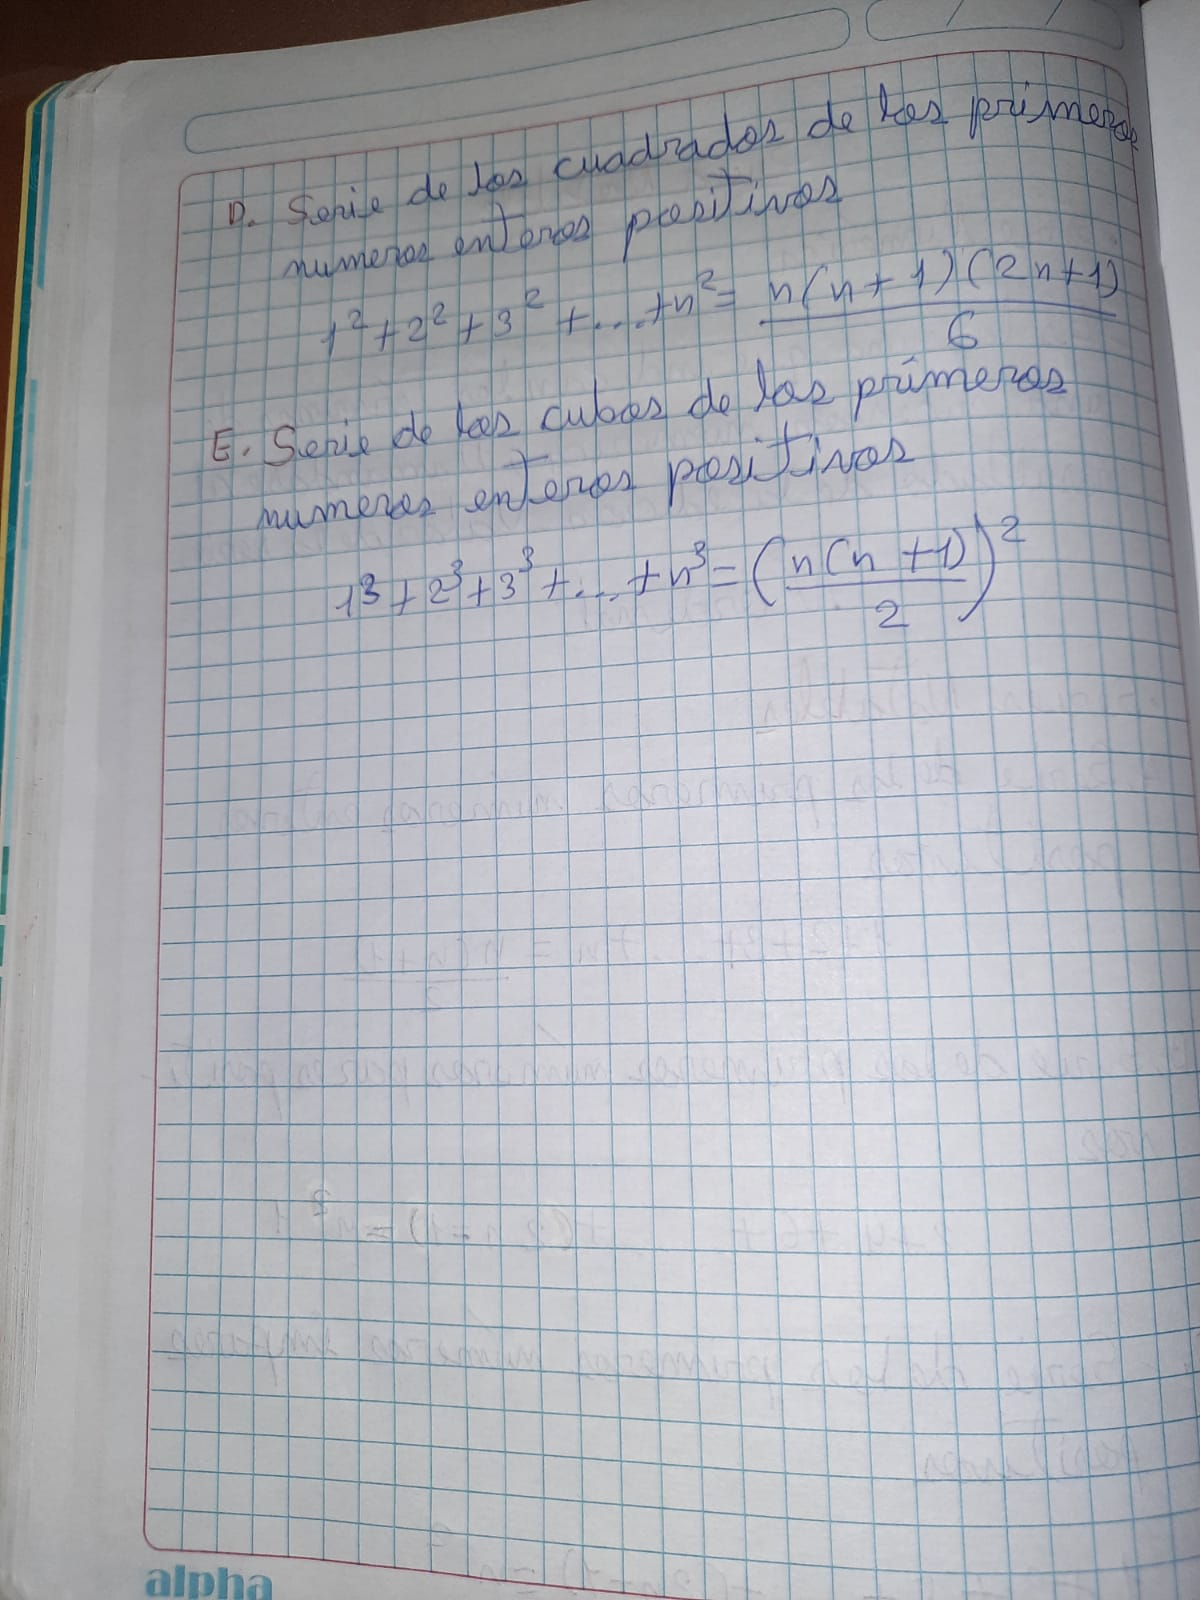 D. Serie de los cuadrados de los primeros
numeros enteros positivos
1² + 2² + 3² + ... + n² = n(n+1)(2n+1)
6
E. Serie de los cubos de los primeros
numeros enteros positivos
1³ + 2³ + 3³ + ... + n³ = (n(n+1)/2)²
alpha